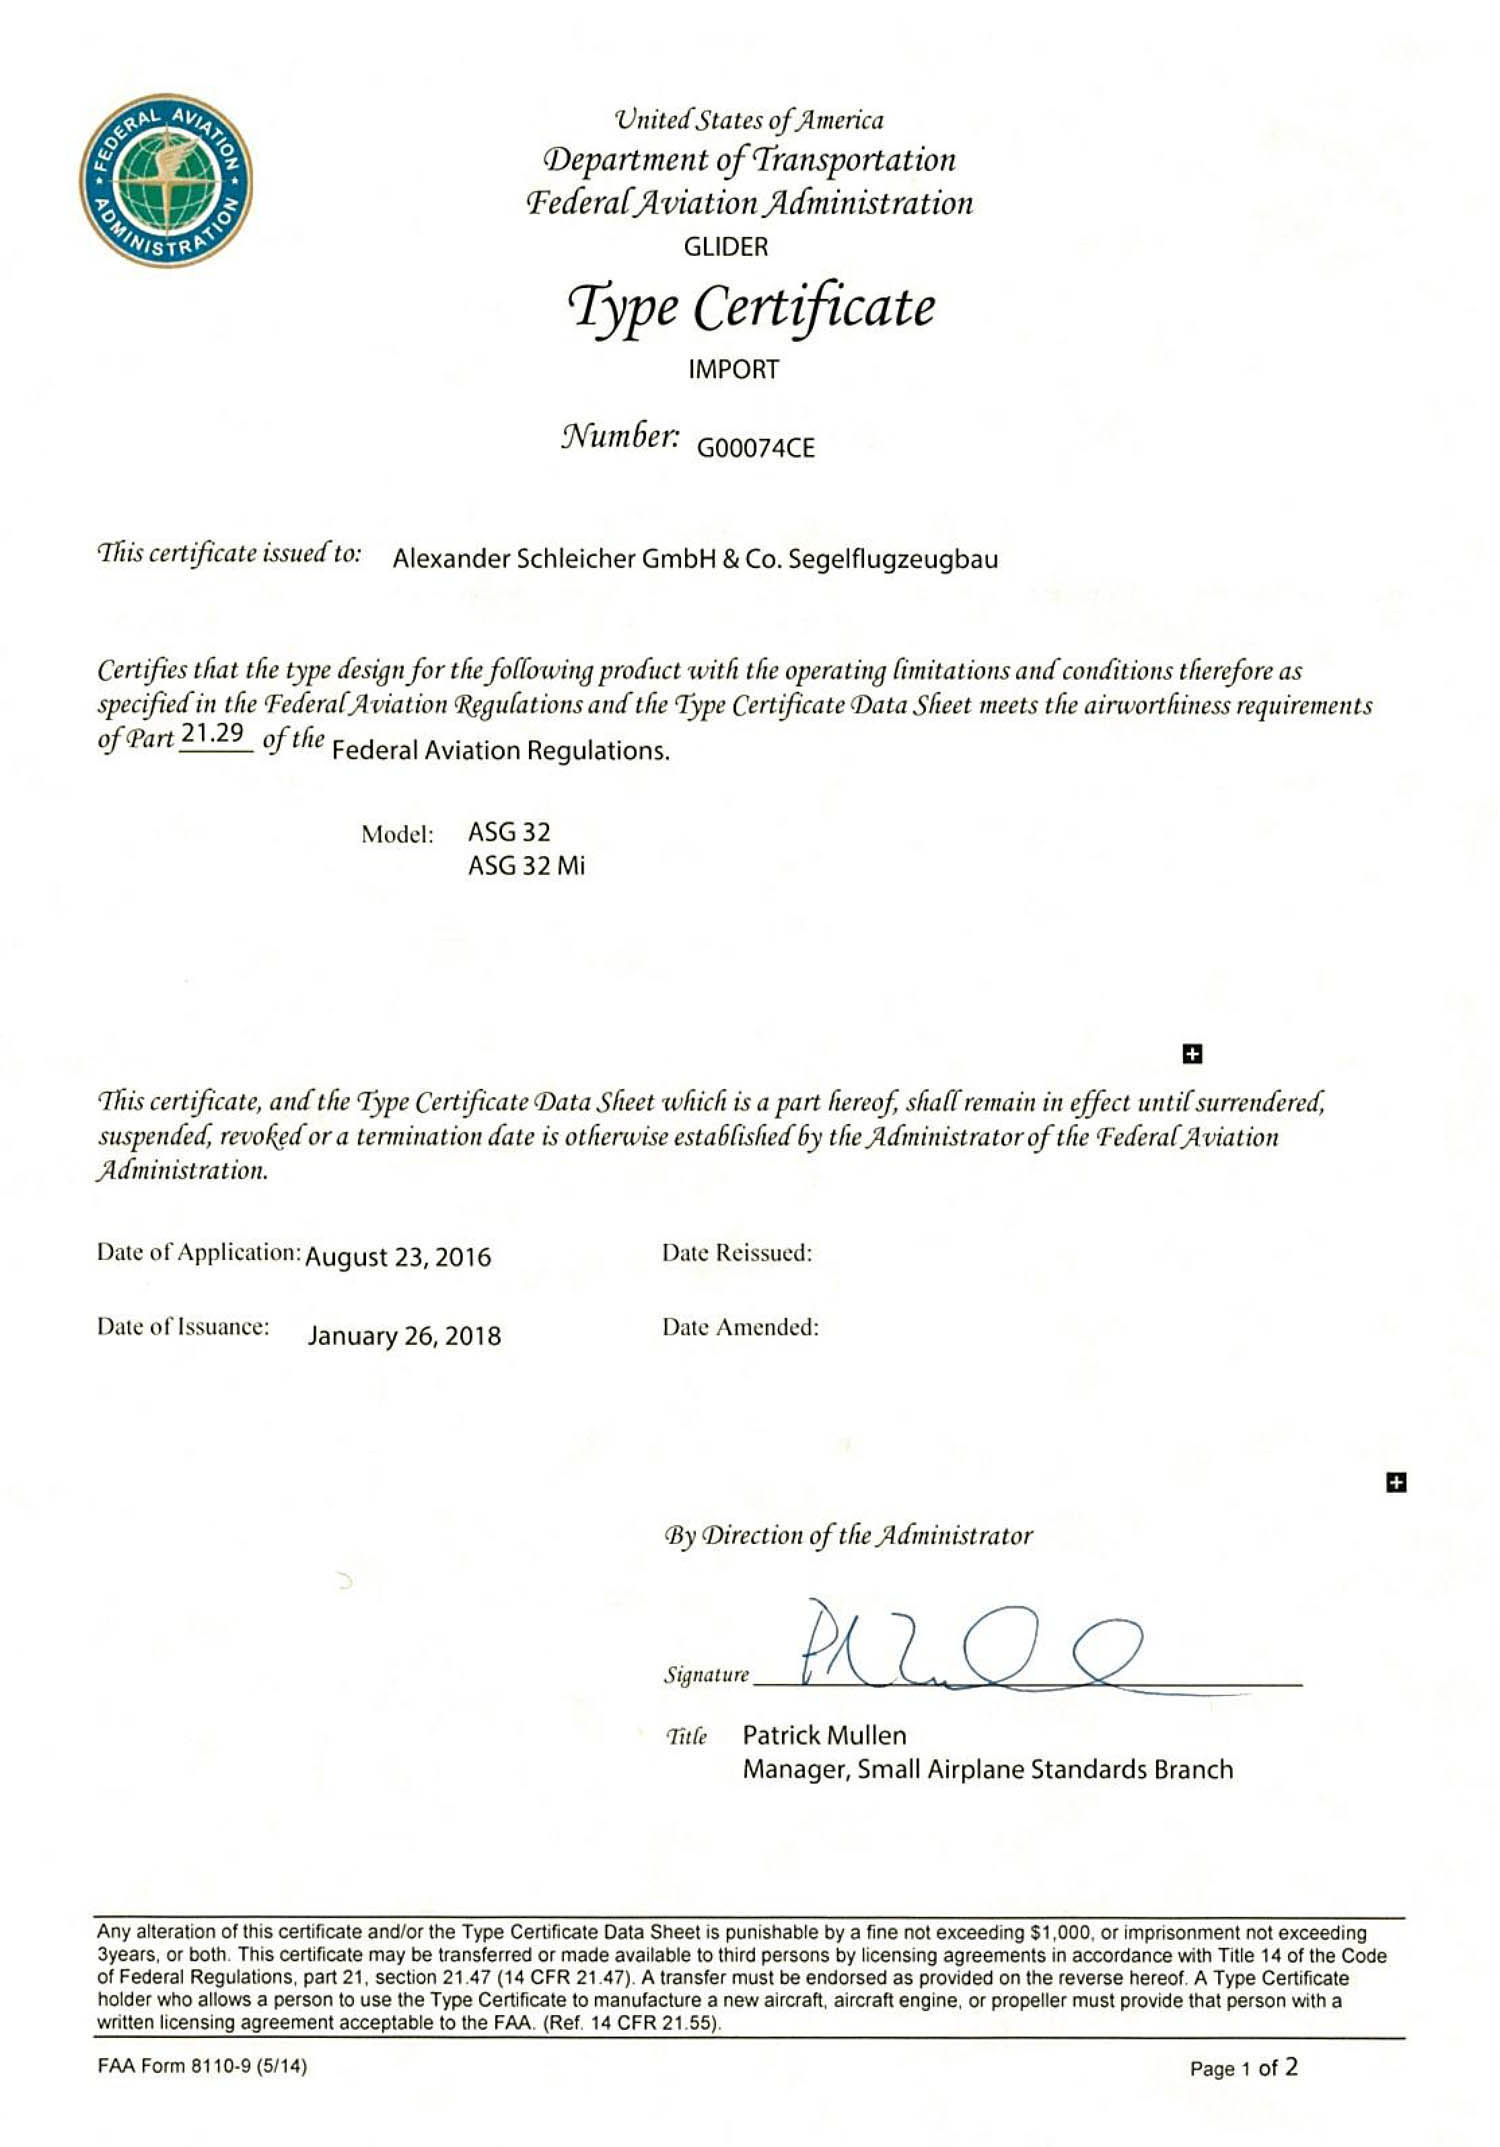 FEDERAL AVIATION ADMINISTRATION
United States of America
Department of Transportation
Federal Aviation Administration
GLIDER
Type Certificate
IMPORT
Number: G00074CE
This certificate issued to: Alexander Schleicher GmbH & Co. Segelflugzeugbau
Certifies that the type design for the following product with the operating limitations and conditions therefore as
specified in the Federal Aviation Regulations and the Type Certificate Data Sheet meets the airworthiness requirements
of Part 21.29 of the Federal Aviation Regulations.
Model: ASG 32
ASG 32 Mi
This certificate, and the Type Certificate Data Sheet which is a part hereof, shall remain in effect until surrendered,
suspended, revoked or a termination date is otherwise established by the Administrator of the Federal Aviation
Administration.
Date of Application: August 23, 2016 Date Reissued:
Date of Issuance: January 26, 2018 Date Amended:
By Direction of the Administrator
Signature
Title Patrick Mullen
Manager, Small Airplane Standards Branch
Any alteration of this certificate and/or the Type Certificate Data Sheet is punishable by a fine not exceeding $1,000, or imprisonment not exceeding
3years, or both. This certificate may be transferred or made available to third persons by licensing agreements in accordance with Title 14 of the Code
of Federal Regulations, part 21, section 21.47 (14 CFR 21.47). A transfer must be endorsed as provided on the reverse hereof. A Type Certificate
holder who allows a person to use the Type Certificate to manufacture a new aircraft, aircraft engine, or propeller must provide that person with a
written licensing agreement acceptable to the FAA. (Ref. 14 CFR 21.55).
FAA Form 8110-9 (5/14) Page 1 of 2